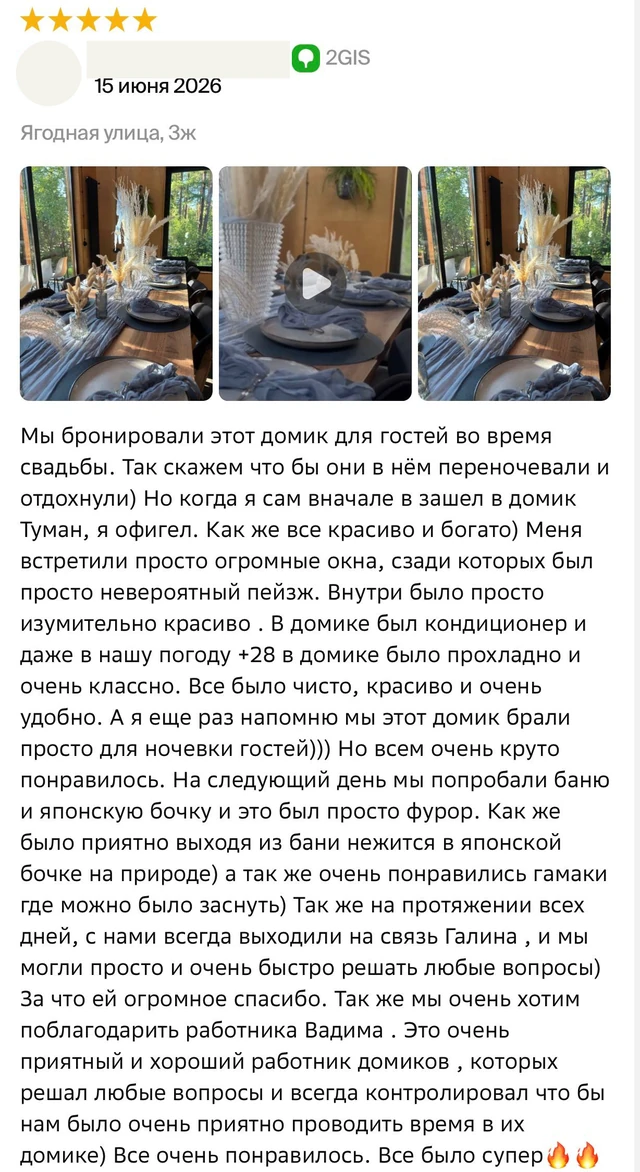 2GIS
15 июня 2026
Ягодная улица, 3ж
Мы бронировали этот домик для гостей во время
свадьбы. Так скажем что бы они в нём переночевали и
отдохнули) Но когда я сам вначале в зашел в домик
Туман, я офигел. Как же все красиво и богато) Меня
встретили просто огромные окна, сзади которых был
просто невероятный пейзж. Внутри было просто
изумительно красиво . В домике был кондиционер и
даже в нашу погоду +28 в домике было прохладно и
очень классно. Все было чисто, красиво и очень
удобно. А я еще раз напомню мы этот домик брали
просто для ночевки гостей))) Но всем очень круто
понравилось. На следующий день мы попробали баню
и японскую бочку и это был просто фурор. Как же
было приятно выходя из бани нежится в японской
бочке на природе) а так же очень понравились гамаки
где можно было заснуть) Так же на протяжении всех
дней, с нами всегда выходили на связь Галина , и мы
могли просто и очень быстро решать любые вопросы)
За что ей огромное спасибо. Так же мы очень хотим
поблагодарить работника Вадима . Это очень
приятный и хороший работник домиков , которых
решал любые вопросы и всегда контролировал что бы
нам было очень приятно проводить время в их
домике) Все очень понравилось. Все было супер🔥🔥